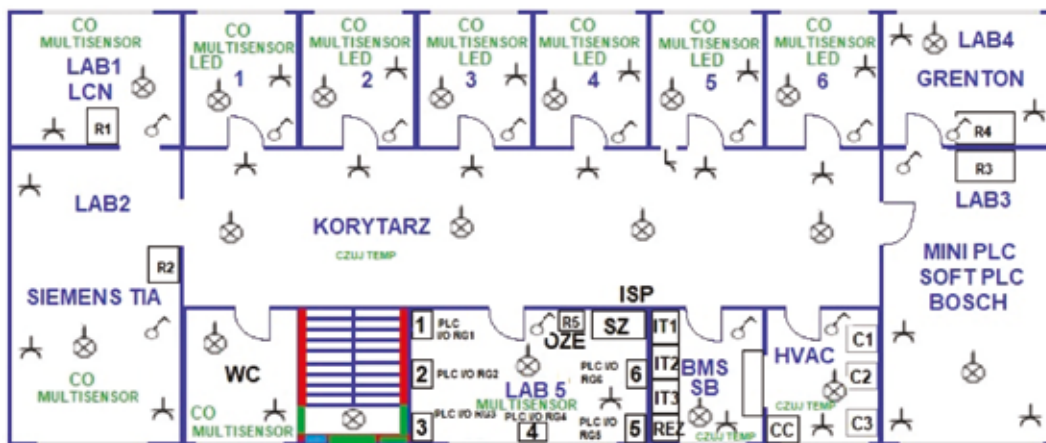 CO
MULTISENSOR
LAB1
LCN
R1
CO
MULTISENSOR
LED
1
CO
MULTISENSOR
LED
2
CO
MULTISENSOR
LED
3
CO
MULTISENSOR
LED
4
CO
MULTISENSOR
LED
5
CO
MULTISENSOR
LED
6
LAB4
GRENTON
R4
R3
LAB3
MINI PLC
SOFT PLC
BOSCH
LAB2
R2
SIEMENS TIA
CO
MULTISENSOR
KORYTARZ
CZUJ TEMP
ISP
WC
CO
MULTISENSOR
1 PLC
I/O RG1
R5
SZ
OZE
2 PLC I/O RG2
PLC I/O 6
RG6
LAB 5
MULTISENSOR
3 PLC I/O RG3
PLC I/O RG4
4
PLC I/O 5
RG5
IT1
IT2
IT3
REZ
BMS
SB
CZUJ TEMP
HVAC
CZUJ TEMP
CC
C1
C2
C3